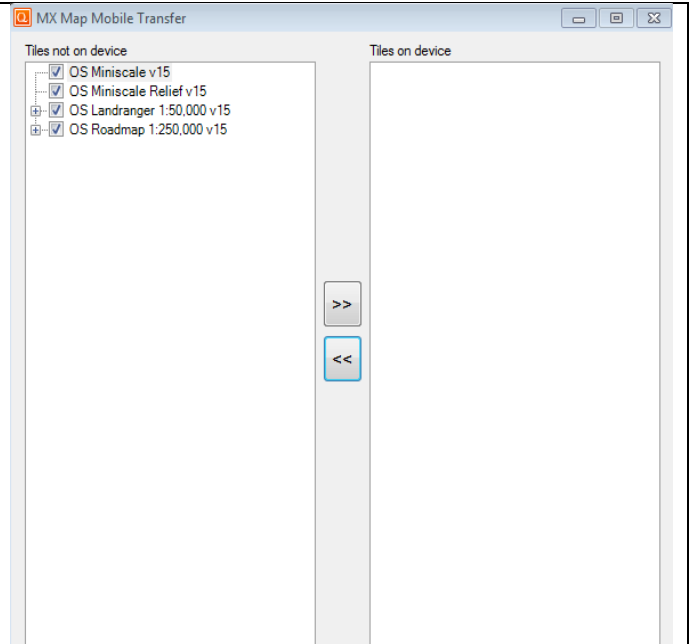 MX Map Mobile Transfer
Tiles not on device
Tiles on device
OS Miniscale v15
OS Miniscale Relief v15
OS Landranger 1:50,000 v15
OS Roadmap 1:250,000 v15
>>
<<